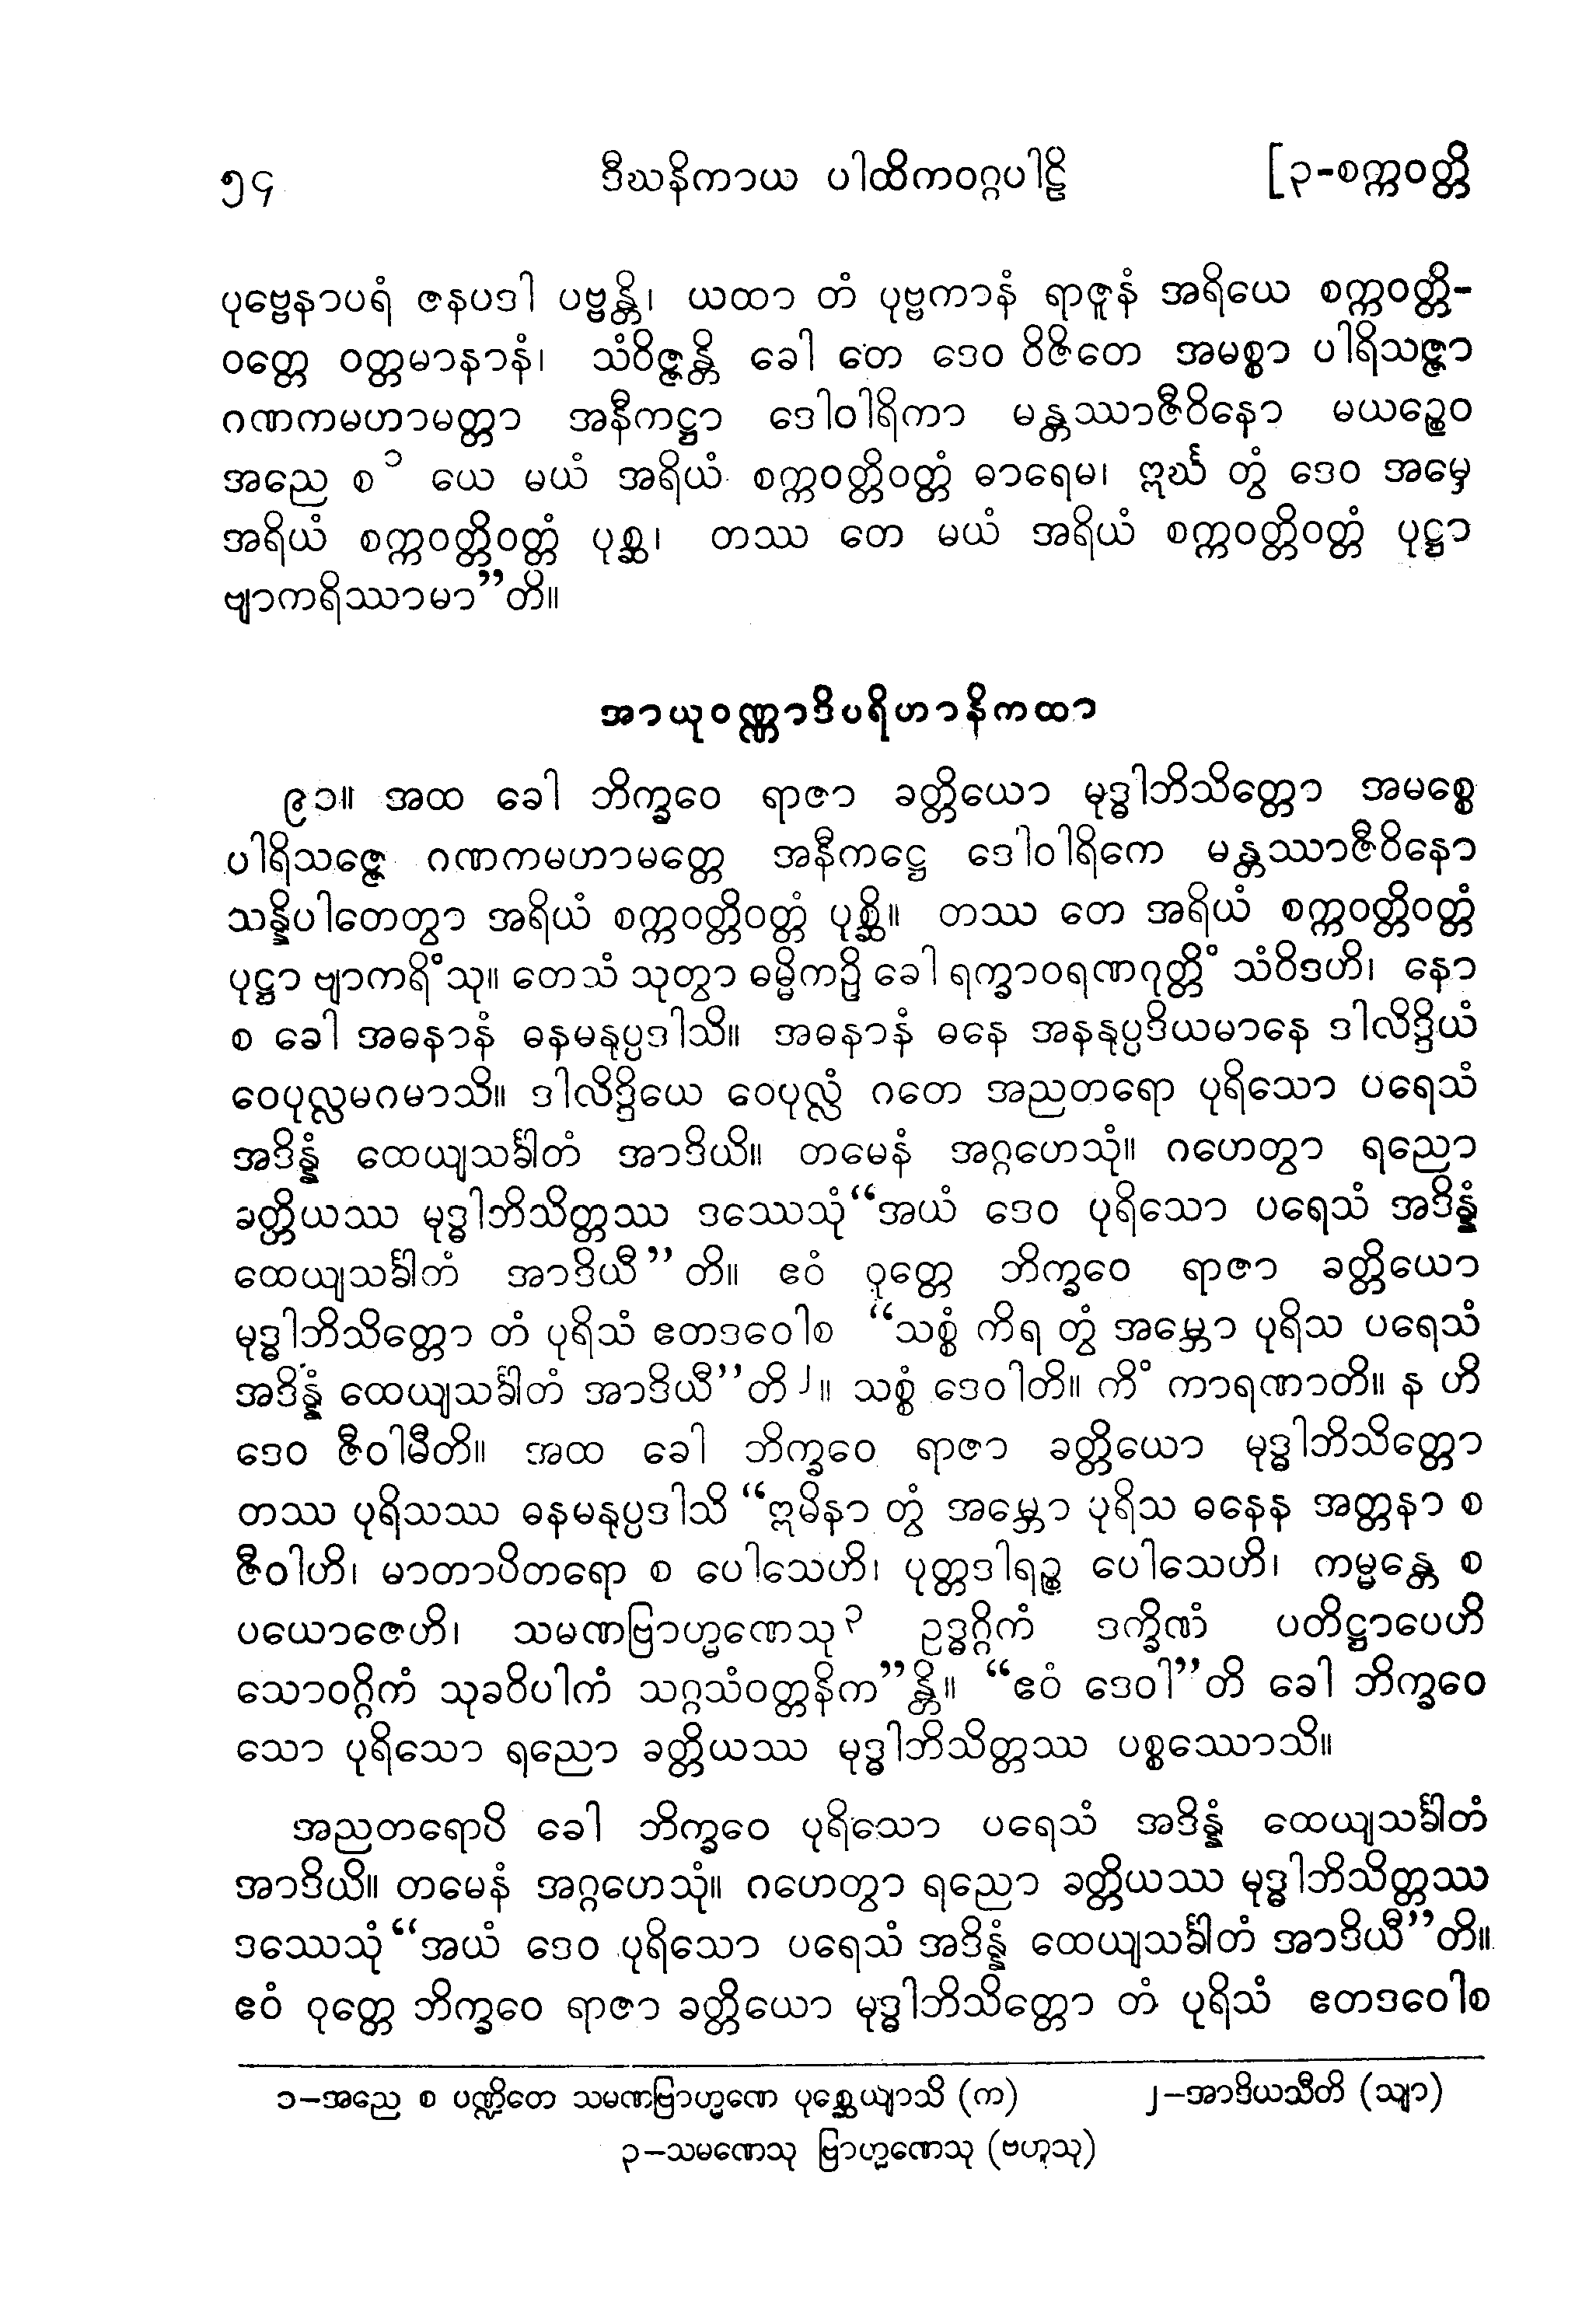 ၅၄ ဒီဃနိကာယ ပါထိကဝဂ္ဂပါဠိ [၃-စက္ကဝတ္တိ
ပုဗ္ဗေနာပရံ ဇနပဒါ ပဗ္ဗန္တိ၊ ယထာ တံ ပုဗ္ဗကာနံ ရာဇူနံ အရိယေ စက္ကဝတ္တိ-
ဝတ္တေ ဝတ္တမာနာနံ၊ သံဝိဇ္ဇန္တိ ခေါ တေ ဒေဝ ဝိဇိတေ အမစ္စာ ပါရိသဇ္ဇာ
ဂဏကမဟာမတ္တာ အနီကဋ္ဌာ ဒေါဝါရိကာ မန္တဿာဇီဝိနော မယဉ္စေဝ
အညေ စ ၁ ယေ မယံ အရိယံ စက္ကဝတ္တိဝတ္တံ ဓာရေမ၊ ဣင်္ဃ တွံ ဒေဝ အမှေ
အရိယံ စက္ကဝတ္တိဝတ္တံ ပုစ္ဆ၊ တဿ တေ မယံ အရိယံ စက္ကဝတ္တိဝတ္တံ ပုဋ္ဌာ
ဗျာကရိဿာမာ”တိ။
အာယုဝဏ္ဏာဒိပရိဟာနိကထာ
၉၁။ အထ ခေါ ဘိက္ခဝေ ရာဇာ ခတ္တိယော မုဒ္ဓါဘိသိတ္တော အမစ္စေ
ပါရိသဇ္ဇေ ဂဏကမဟာမတ္တေ အနီကဋ္ဌေ ဒေါဝါရိကေ မန္တဿာဇီဝိနော
သန္နိပါတေတွာ အရိယံ စက္ကဝတ္တိဝတ္တံ ပုစ္ဆိ။ တဿ တေ အရိယံ စက္ကဝတ္တိဝတ္တံ
ပုဋ္ဌာ ဗျာကရိံသု။ တေသံ သုတွာ ဓမ္မိကဉှိ ခေါ ရက္ခာဝရဏဂုတ္တိံ သံဝိဒဟိ၊ နော
စ ခေါ အဓနာနံ ဓနမနုပ္ပဒါသိ။ အဓနာနံ ဓနေ အနနုပ္ပဒိယမာနေ ဒါလိဒ္ဒိယံ
ဝေပုလ္လမဂမာသိ။ ဒါလိဒ္ဒိယေ ဝေပုလ္လံ ဂတေ အညတရော ပုရိသော ပရေသံ
အဒိန္နံ ထေယျသင်္ခါတံ အာဒိယိ။ တမေနံ အဂ္ဂဟေသုံ။ ဂဟေတွာ ရညော
ခတ္တိယဿ မုဒ္ဓါဘိသိတ္တဿ ဒဿေသုံ“အယံ ဒေဝ ပုရိသော ပရေသံ အဒိန္နံ
ထေယျသင်္ခါတံ အာဒိယီ”တိ။ ဧဝံ ဝုတ္တေ ဘိက္ခဝေ ရာဇာ ခတ္တိယော
မုဒ္ဓါဘိသိတ္တော တံ ပုရိသံ ဧတဒဝေါစ “သစ္စံ ကိရ တွံ အမ္ဘော ပုရိသ ပရေသံ
အဒိန္နံ ထေယျသင်္ခါတံ အာဒိယီ”တိ၂။ သစ္စံ ဒေဝါတိ။ ကိံ ကာရဏာတိ။ န ဟိ
ဒေဝ ဇီဝါမီတိ။ အထ ခေါ ဘိက္ခဝေ ရာဇာ ခတ္တိယော မုဒ္ဓါဘိသိတ္တော
တဿ ပုရိသဿ ဓနမနုပ္ပဒါသိ “ဣမိနာ တွံ အမ္ဘော ပုရိသ ဓနေန အတ္တနာ စ
ဇီဝါဟိ၊ မာတာပိတရော စ ပေါသေဟိ၊ ပုတ္တဒါရဉ္စ ပေါသေဟိ၊ ကမ္မန္တေ စ
ပယောဇေဟိ၊ သမဏဗြာဟ္မဏေသု၃ ဥဒ္ဓဂ္ဂိကံ ဒက္ခိဏံ ပတိဋ္ဌာပေဟိ
သောဝဂ္ဂိကံ သုခဝိပါကံ သဂ္ဂသံဝတ္တနိက”န္တိ။ “ဧဝံ ဒေဝါ”တိ ခေါ ဘိက္ခဝေ
သော ပုရိသော ရညော ခတ္တိယဿ မုဒ္ဓါဘိသိတ္တဿ ပစ္စဿောသိ။
အညတရောပိ ခေါ ဘိက္ခဝေ ပုရိသော ပရေသံ အဒိန္နံ ထေယျသင်္ခါတံ
အာဒိယိ။ တမေနံ အဂ္ဂဟေသုံ။ ဂဟေတွာ ရညော ခတ္တိယဿ မုဒ္ဓါဘိသိတ္တဿ
ဒဿေသုံ“အယံ ဒေဝ ပုရိသော ပရေသံ အဒိန္နံ ထေယျသင်္ခါတံ အာဒိယီ”တိ။
ဧဝံ ဝုတ္တေ ဘိက္ခဝေ ရာဇာ ခတ္တိယော မုဒ္ဓါဘိသိတ္တော တံ ပုရိသံ ဧတဒဝေါစ
၁–အညေ စ ပဏ္ဍိတေ သမဏဗြာဟ္မဏေ ပုစ္ဆေယျာသိ (က) ၂–အာဒိယသီတိ (သျာ)
၃–သမဏေသု ဗြာဟ္မဏေသု (ဗဟူသု)